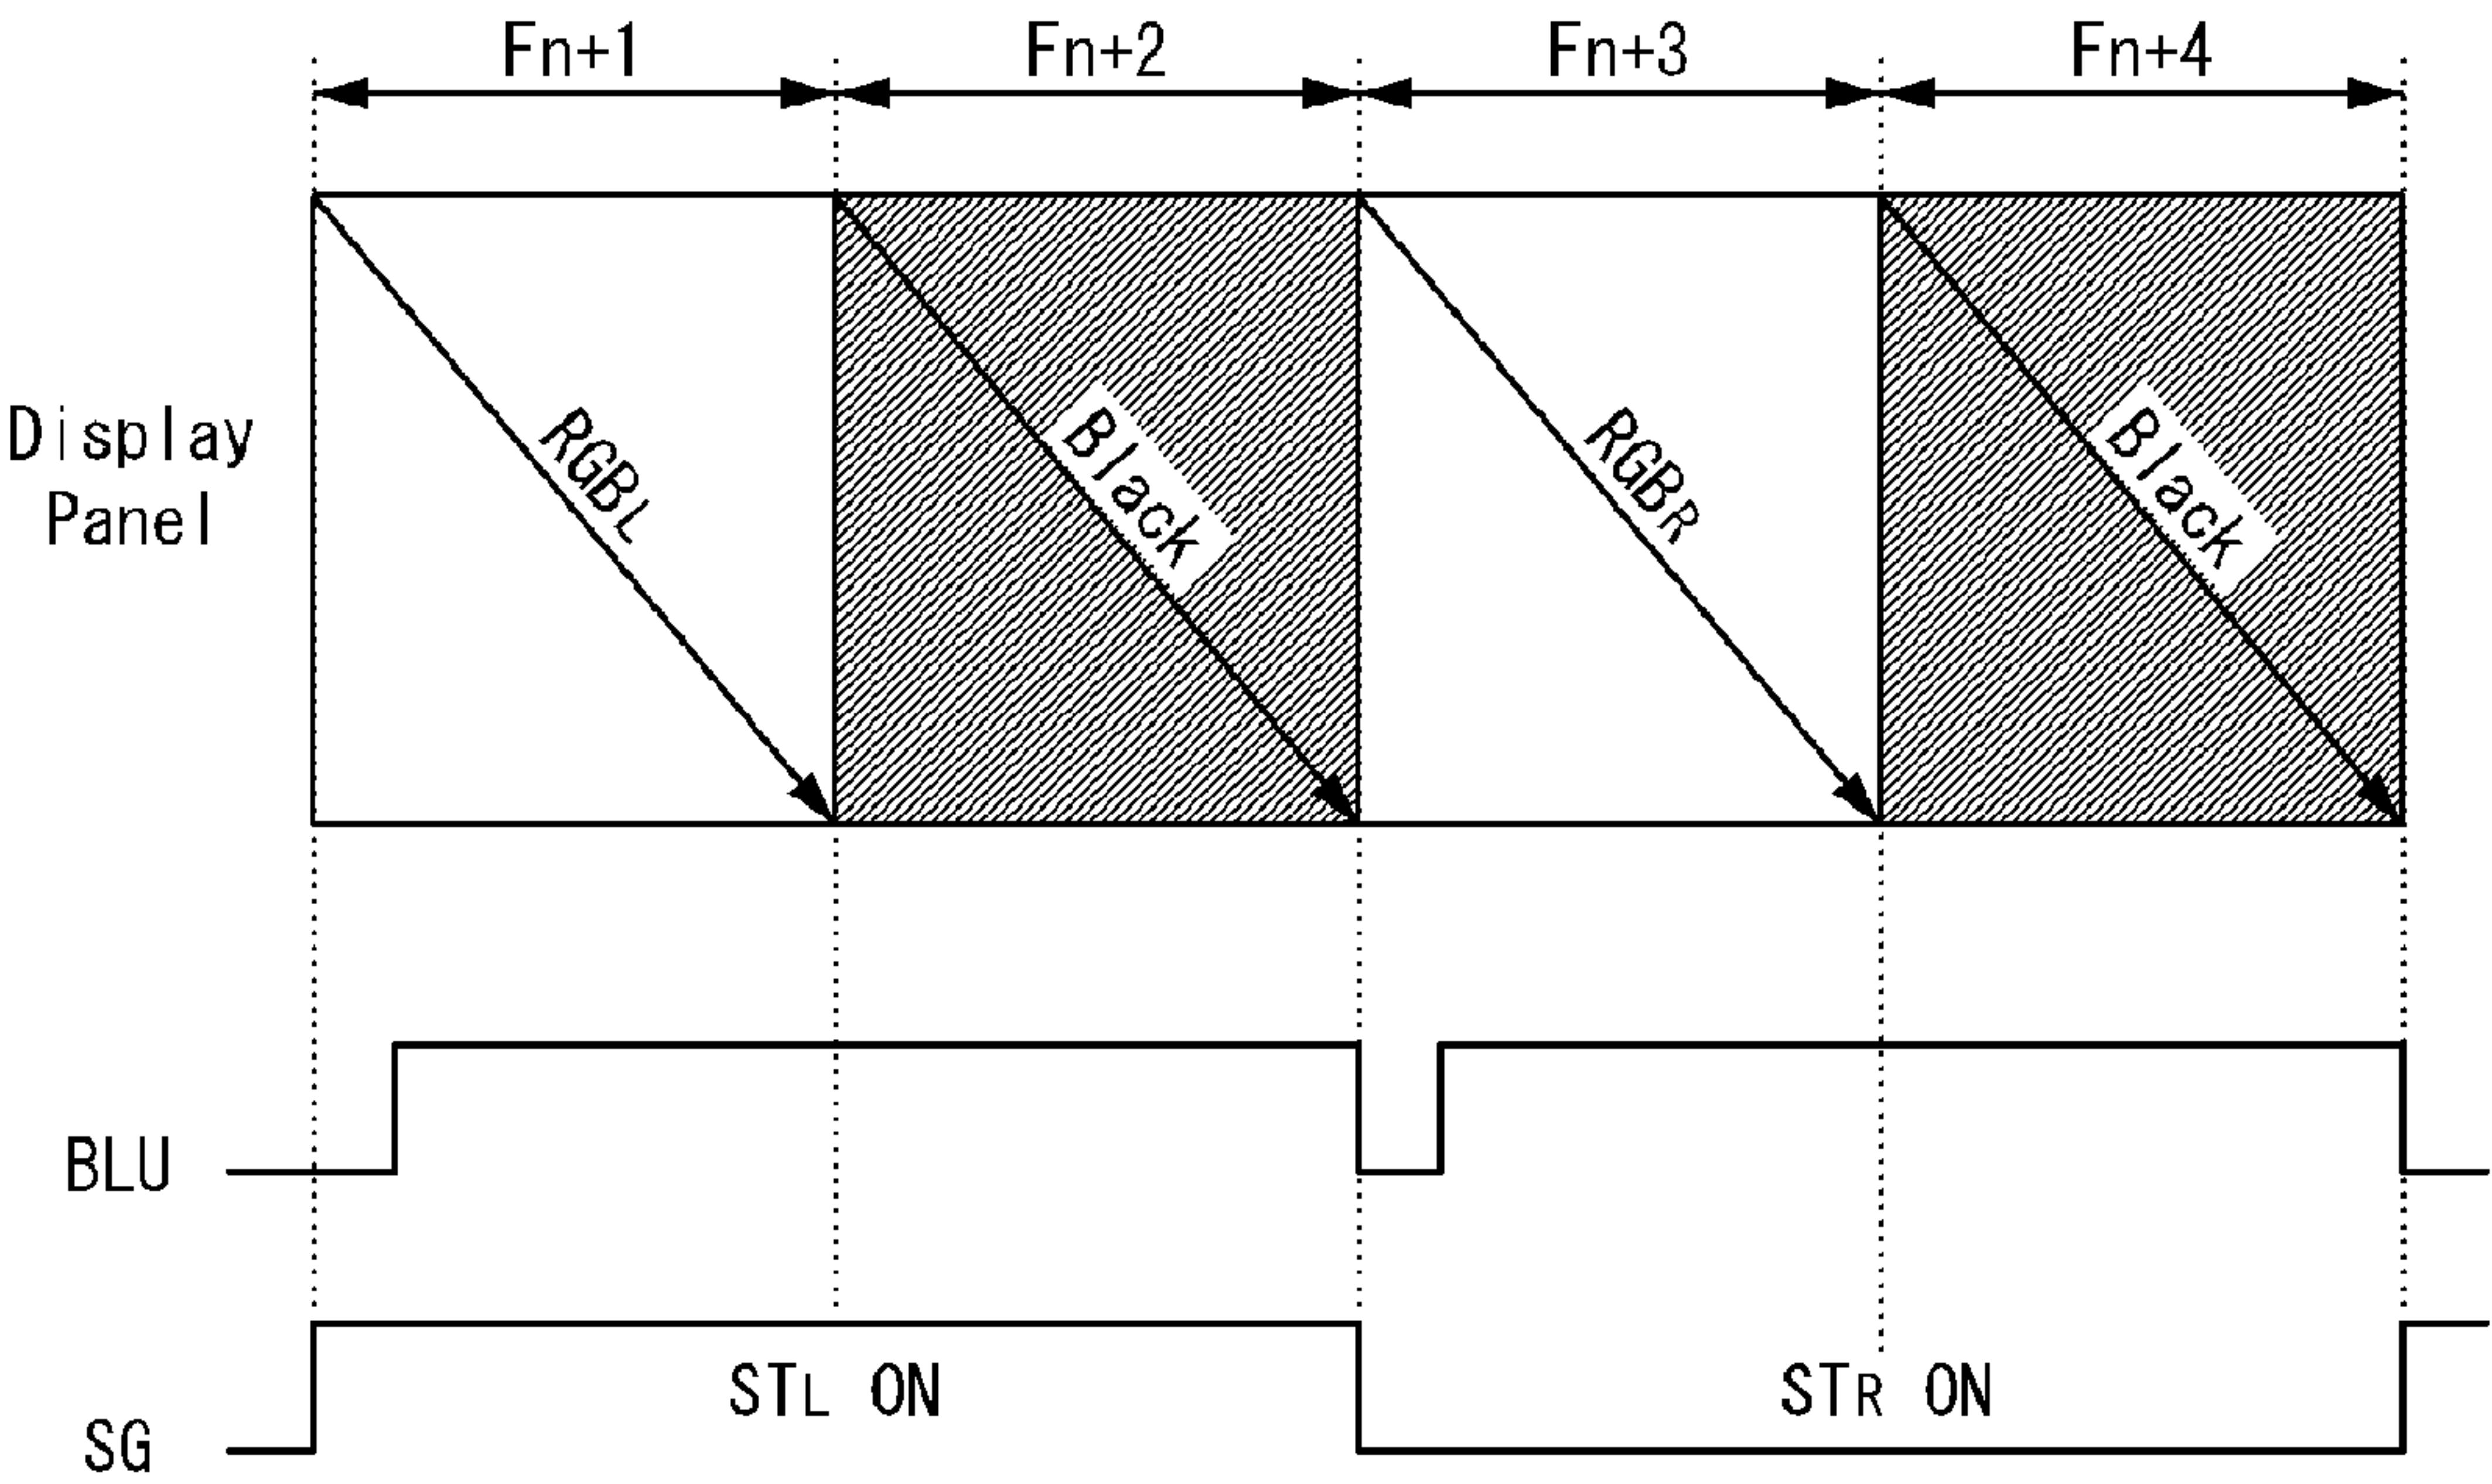 Fn+1 Fn+2 Fn+3 Fn+4
Display
Panel
RGBL
Black
RGBR
Black
BLU
STL ON
STR ON
SG